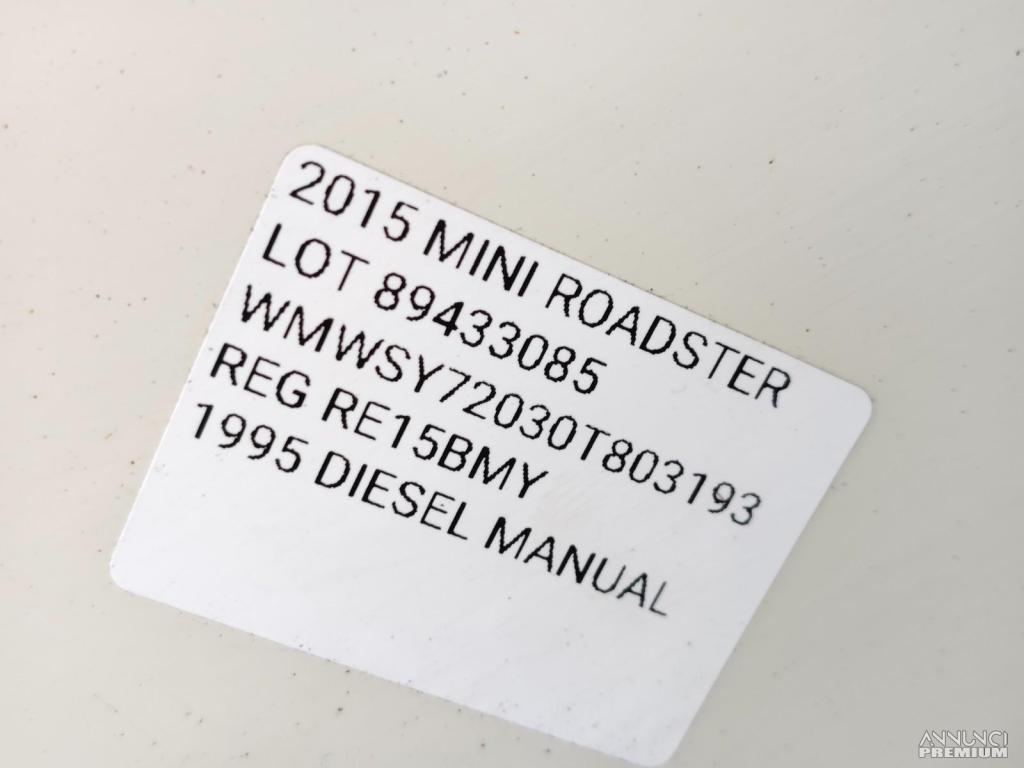 2015 MINI ROADSTER
LOT 89433085
WMWSY72030T803193
REG RE15BMY
1995 DIESEL MANUAL
ANNUNCI
PREMIUM